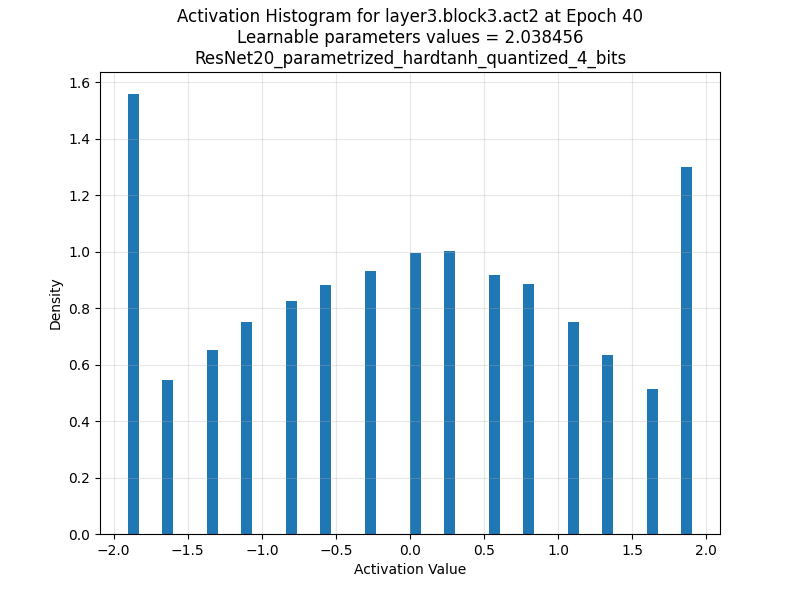 Activation Histogram for layer3.block3.act2 at Epoch 40
Learnable parameters values = 2.038456
ResNet20_parametrized_hardtanh_quantized_4_bits
1.6
1.4
1.2
1.0
0.8
0.6
0.4
0.2
0.0
Density
−2.0 −1.5 −1.0 −0.5 0.0 0.5 1.0 1.5 2.0
Activation Value